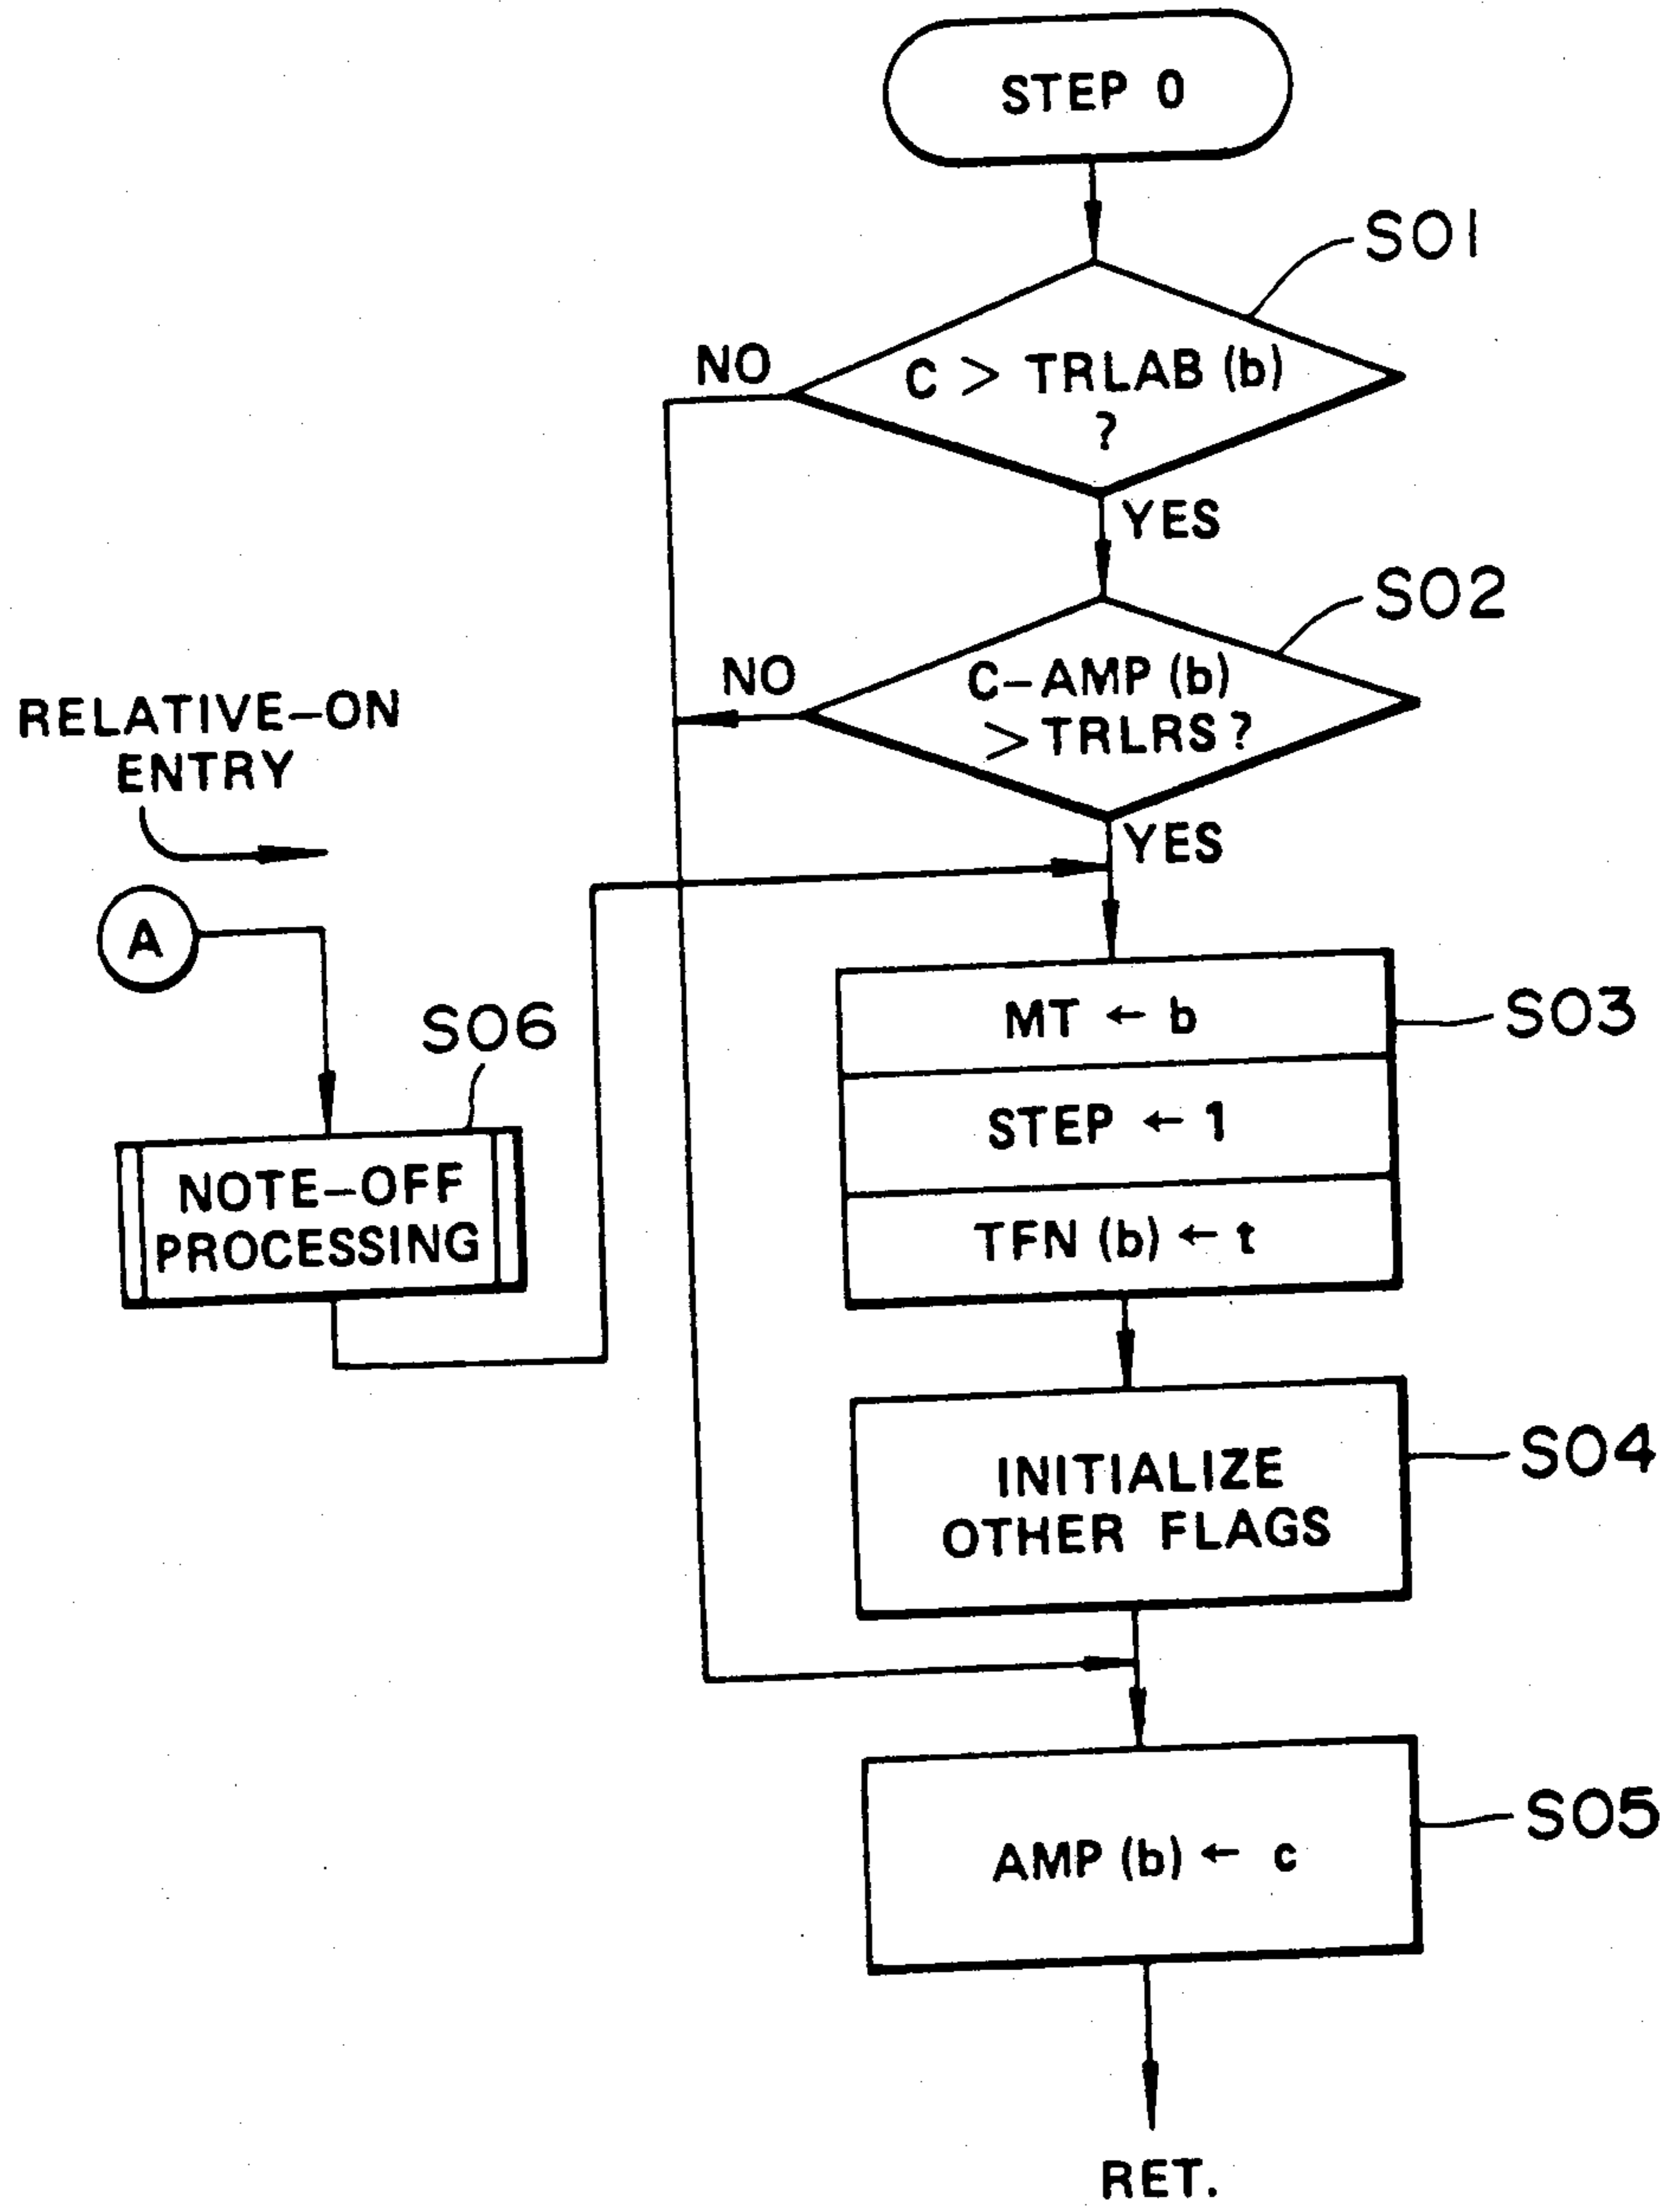 STEP 0
S01
NO
C > TRLAB (b)
?
YES
S02
NO
C-AMP (b)
> TRLRS ?
YES
RELATIVE-ON
ENTRY
A
S06
NOTE-OFF
PROCESSING
MT ← b
S03
STEP ← 1
TFN (b) ← t
INITIALIZE
OTHER FLAGS
S04
AMP (b) ← c
S05
RET.